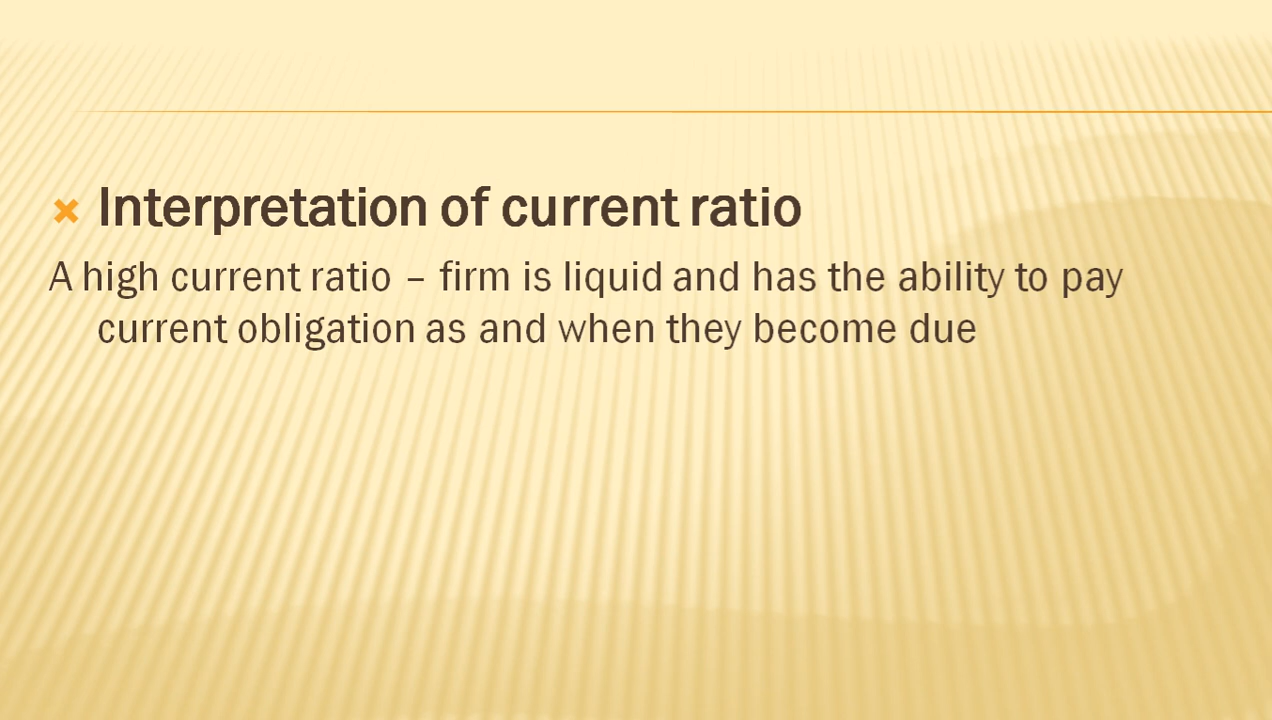 Interpretation of current ratio
A high current ratio – firm is liquid and has the ability to pay
current obligation as and when they become due